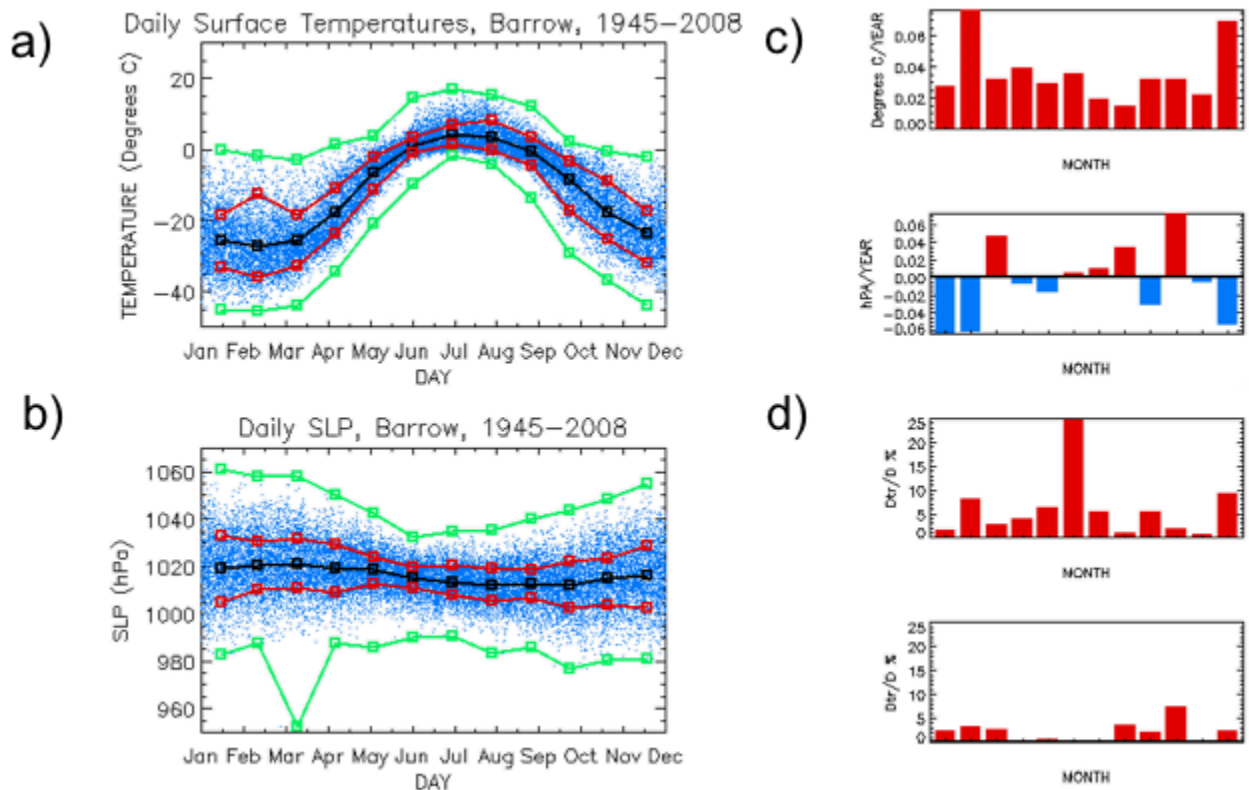 a)
Daily Surface Temperatures, Barrow, 1945–2008
TEMPERATURE (Degrees C)
20
0
−20
−40
Jan Feb Mar Apr May Jun Jul Aug Sep Oct Nov Dec
DAY
b)
Daily SLP, Barrow, 1945–2008
SLP (hPa)
1060
1040
1020
1000
980
960
Jan Feb Mar Apr May Jun Jul Aug Sep Oct Nov Dec
DAY
c)
Degrees C/YEAR
0.06
0.04
0.02
0.00
MONTH
hPA/YEAR
0.06
0.04
0.02
0.00
−0.02
−0.04
−0.06
MONTH
d)
Dtr/D %
25
20
15
10
5
0
MONTH
Dtr/D %
25
20
15
10
5
0
MONTH